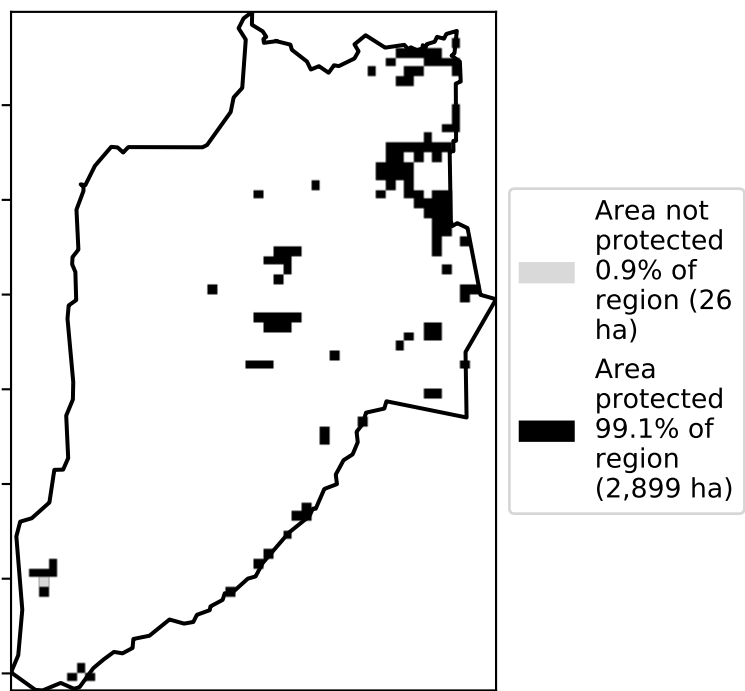 Area not
protected
0.9% of
region (26
ha)
Area
protected
99.1% of
region
(2,899 ha)